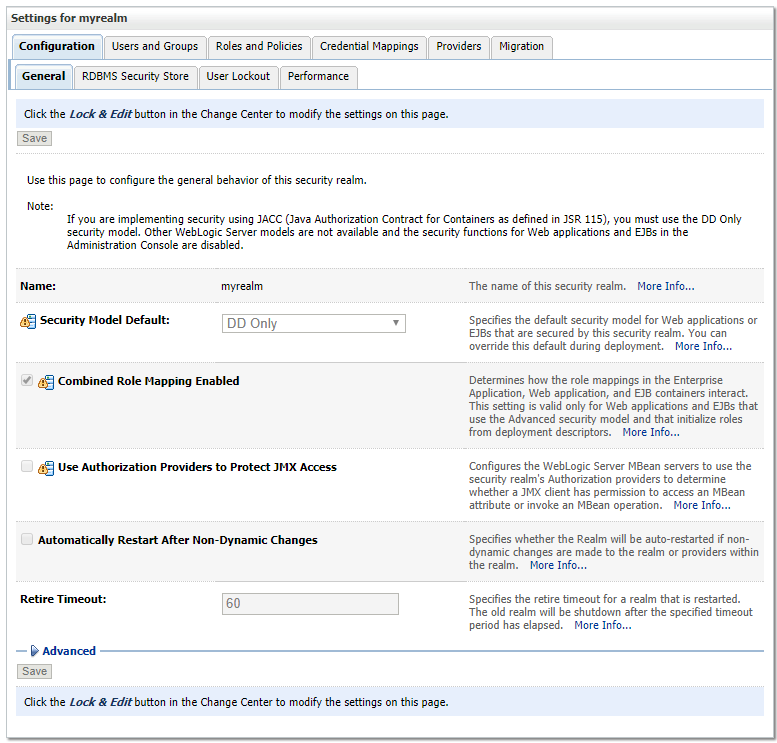 Settings for myrealm
Configuration Users and Groups Roles and Policies Credential Mappings Providers Migration
General RDBMS Security Store User Lockout Performance
Click the Lock & Edit button in the Change Center to modify the settings on this page.
Save
Use this page to configure the general behavior of this security realm.
Note:
If you are implementing security using JACC (Java Authorization Contract for Containers as defined in JSR 115), you must use the DD Only
security model. Other WebLogic Server models are not available and the security functions for Web applications and EJBs in the
Administration Console are disabled.
Name: myrealm The name of this security realm. More Info...
Security Model Default: DD Only
Specifies the default security model for Web applications or
EJBs that are secured by this security realm. You can
override this default during deployment. More Info...
Combined Role Mapping Enabled
Determines how the role mappings in the Enterprise
Application, Web application, and EJB containers interact.
This setting is valid only for Web applications and EJBs that
use the Advanced security model and that initialize roles
from deployment descriptors. More Info...
Use Authorization Providers to Protect JMX Access
Configures the WebLogic Server MBean servers to use the
security realm's Authorization providers to determine
whether a JMX client has permission to access an MBean
attribute or invoke an MBean operation. More Info...
Automatically Restart After Non-Dynamic Changes
Specifies whether the Realm will be auto-restarted if non-
dynamic changes are made to the realm or providers within
the realm. More Info...
Retire Timeout: 60
Specifies the retire timeout for a realm that is restarted.
The old realm will be shutdown after the specified timeout
period has elapsed. More Info...
Advanced
Save
Click the Lock & Edit button in the Change Center to modify the settings on this page.